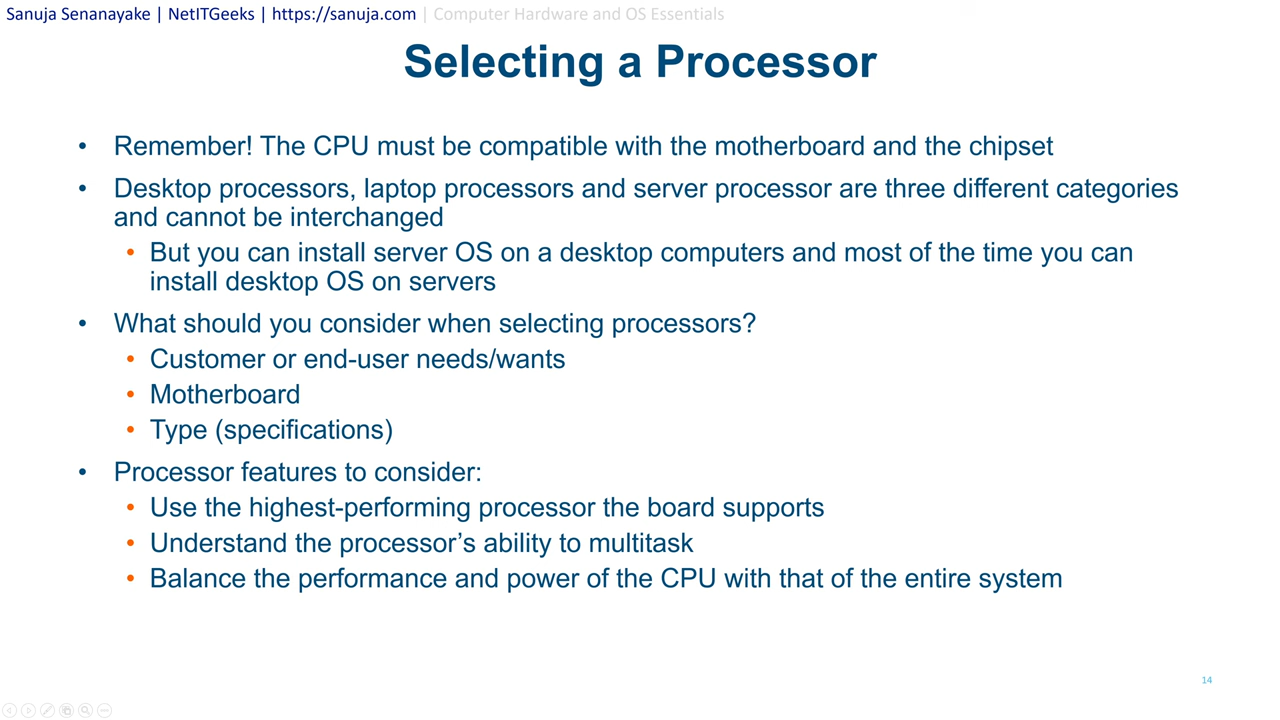 Sanuja Senanayake | NetITGeeks | https://sanuja.com | Computer Hardware and OS Essentials
Selecting a Processor
• Remember! The CPU must be compatible with the motherboard and the chipset
• Desktop processors, laptop processors and server processor are three different categories
and cannot be interchanged
• But you can install server OS on a desktop computers and most of the time you can
install desktop OS on servers
• What should you consider when selecting processors?
• Customer or end-user needs/wants
• Motherboard
• Type (specifications)
• Processor features to consider:
• Use the highest-performing processor the board supports
• Understand the processor’s ability to multitask
• Balance the performance and power of the CPU with that of the entire system
14